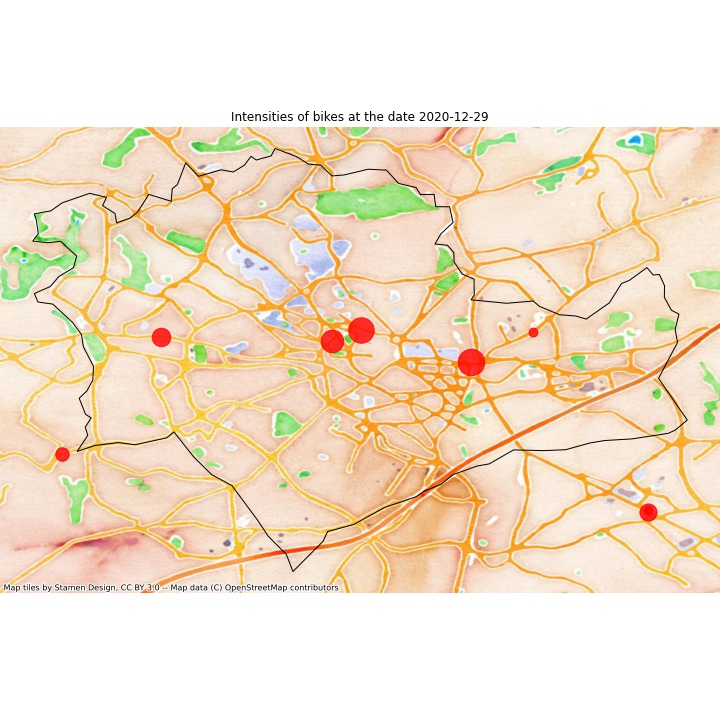 Intensities of bikes at the date 2020-12-29
Map tiles by Stamen Design, CC BY 3.0 -- Map data (C) OpenStreetMap contributors